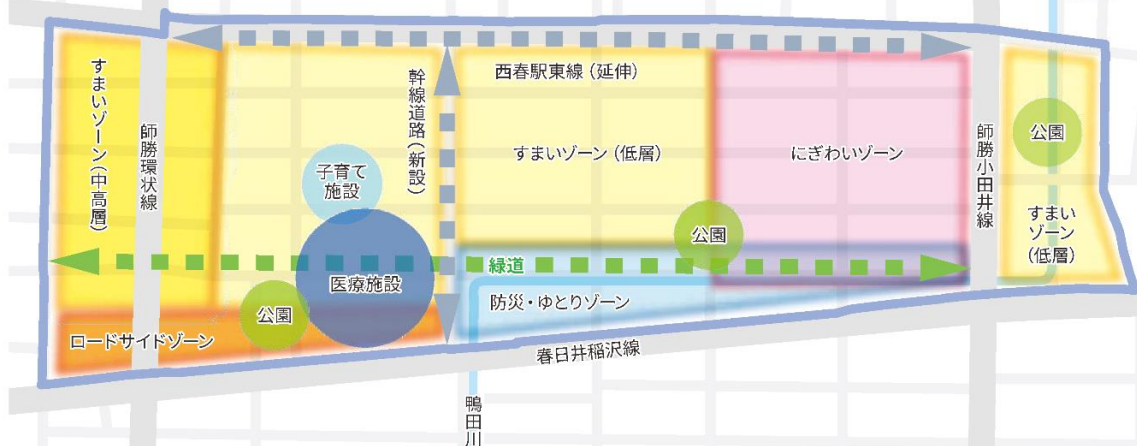 すまいゾーン(中高層)
師勝環状線
幹線道路(新設)
西春駅東線(延伸)
すまいゾーン(低層)
にぎわいゾーン
師勝小田井線
公園
子育て
施設
すまい
ゾーン
(低層)
公園
緑道
医療施設
防災・ゆとりゾーン
公園
ロードサイドゾーン
春日井稲沢線
鴨田川